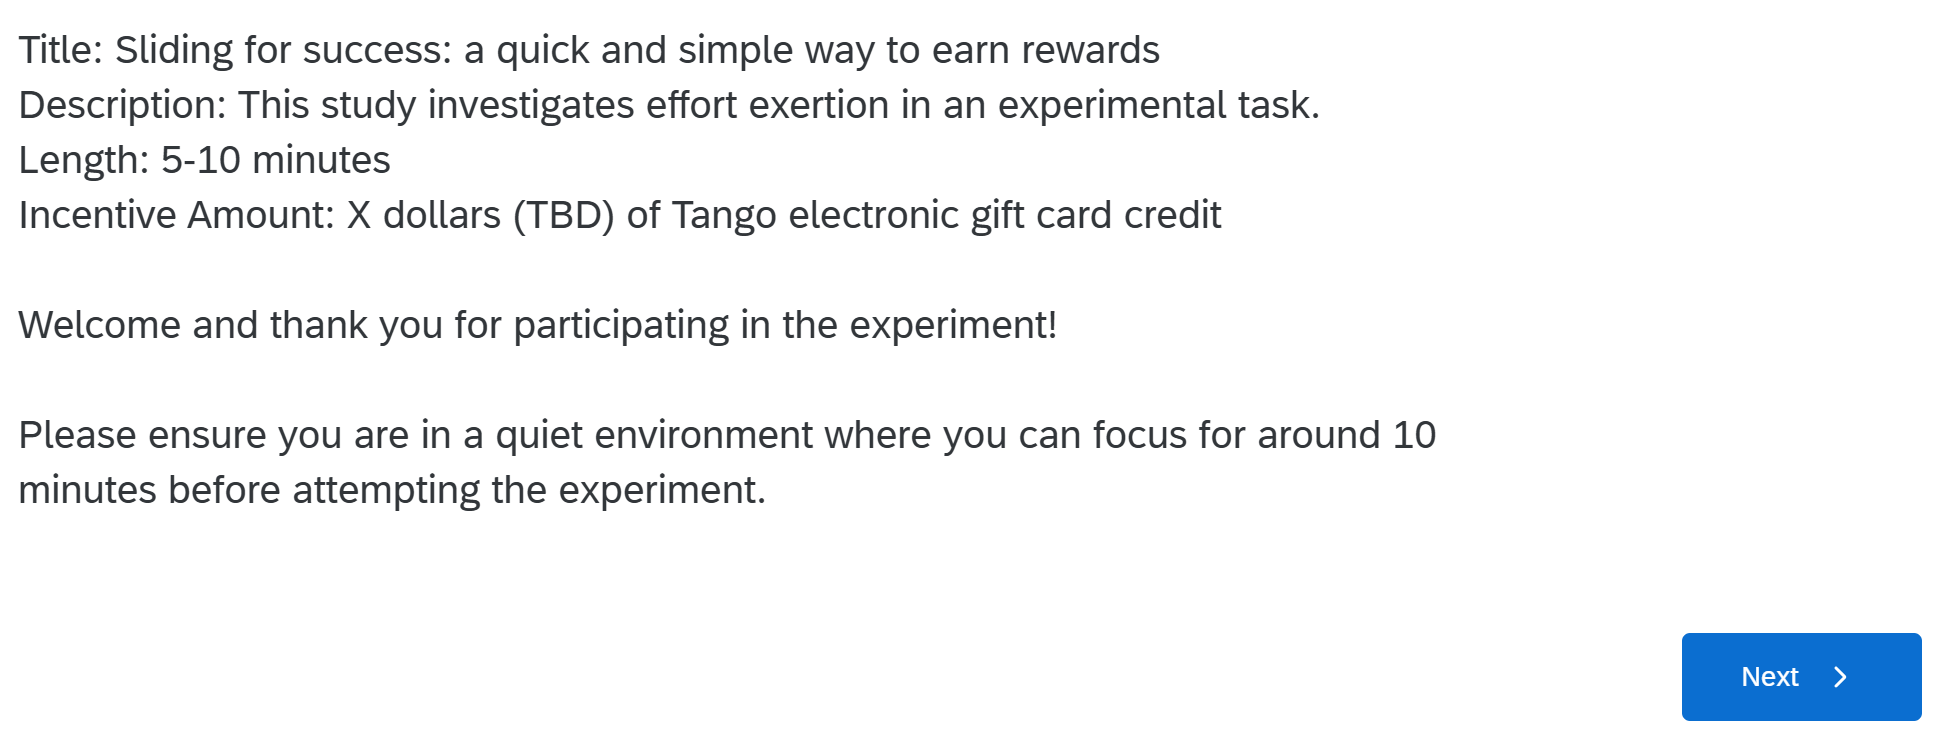 Title: Sliding for success: a quick and simple way to earn rewards
Description: This study investigates effort exertion in an experimental task.
Length: 5-10 minutes
Incentive Amount: X dollars (TBD) of Tango electronic gift card credit
Welcome and thank you for participating in the experiment!
Please ensure you are in a quiet environment where you can focus for around 10
minutes before attempting the experiment.
Next